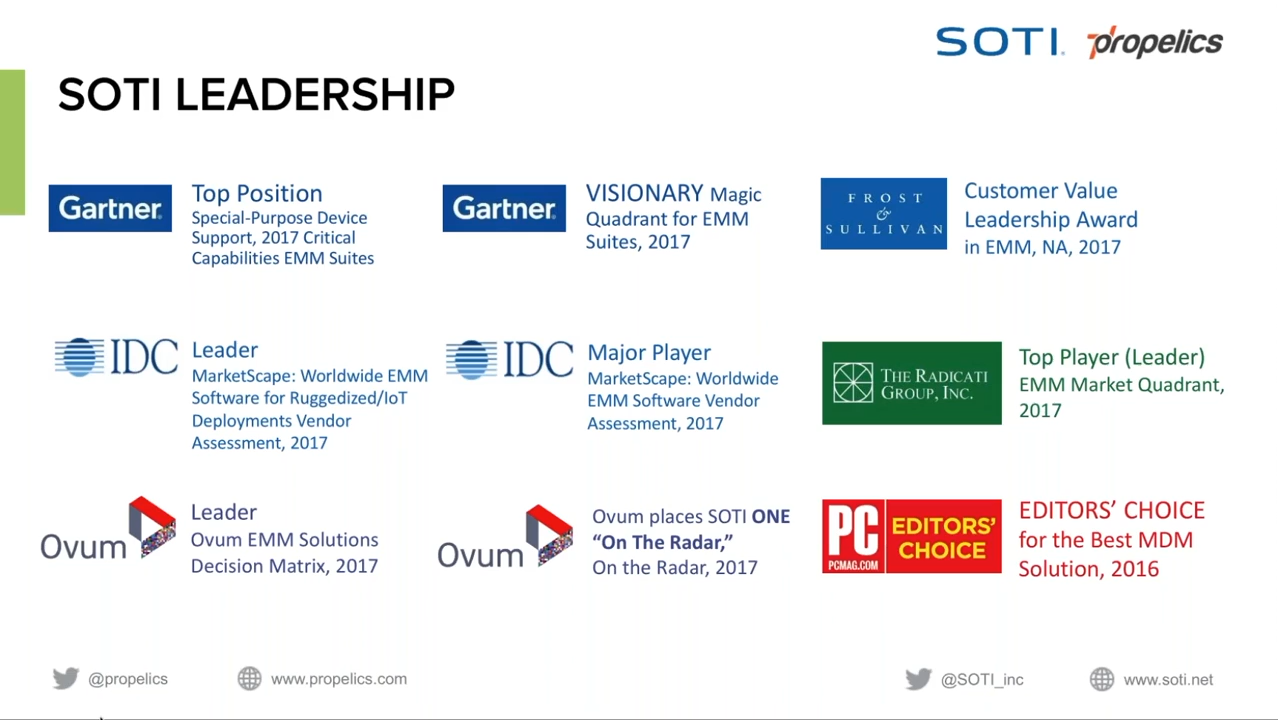 SOTI propelics
SOTI LEADERSHIP
Gartner
Top Position
Special-Purpose Device
Support, 2017 Critical
Capabilities EMM Suites
Gartner
VISIONARY Magic
Quadrant for EMM
Suites, 2017
FROST
&
SULLIVAN
Customer Value
Leadership Award
in EMM, NA, 2017
IDC
Leader
MarketScape: Worldwide EMM
Software for Ruggedized/IoT
Deployments Vendor
Assessment, 2017
IDC
Major Player
MarketScape: Worldwide
EMM Software Vendor
Assessment, 2017
THE RADICATI
GROUP, INC.
Top Player (Leader)
EMM Market Quadrant,
2017
Ovum
Leader
Ovum EMM Solutions
Decision Matrix, 2017
Ovum
Ovum places SOTI ONE
“On The Radar,”
On the Radar, 2017
PC
PCMAG.COM
EDITORS’
CHOICE
EDITORS’ CHOICE
for the Best MDM
Solution, 2016
@propelics www.propelics.com @SOTI_inc www.soti.net